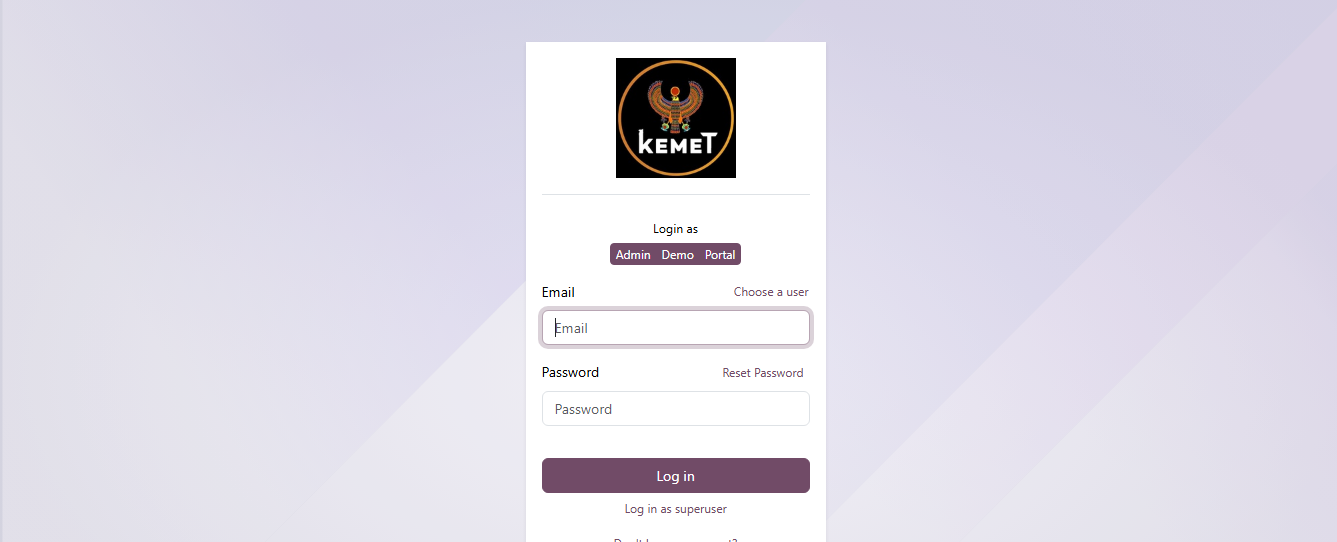 KEMET
Login as
Admin Demo Portal
Email Choose a user
Email
Password Reset Password
Password
Log in
Log in as superuser